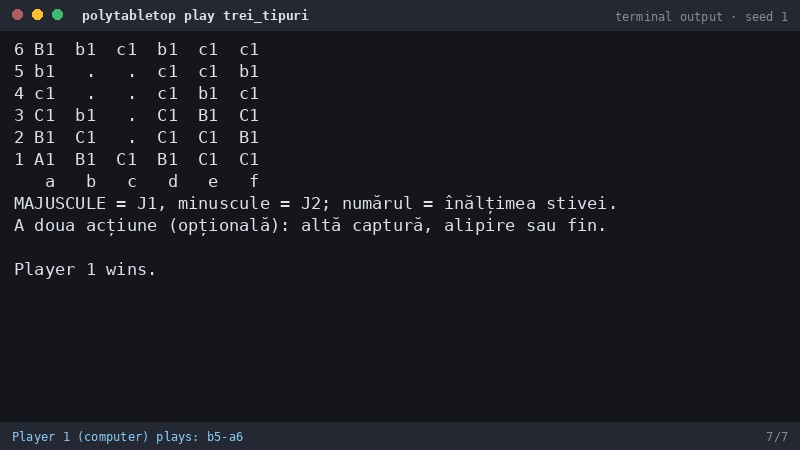 polytabletop play trei_tipuri
terminal output · seed 1
6 B1 b1 c1 b1 c1 c1
5 b1 . . c1 c1 b1
4 c1 . . c1 b1 c1
3 C1 b1 . C1 B1 C1
2 B1 C1 . C1 C1 B1
1 A1 B1 C1 B1 C1 C1
a b c d e f
MAJUSCULE = J1, minuscule = J2; numărul = înălțimea stivei.
A doua acțiune (opțională): altă captură, alipire sau fin.
Player 1 wins.
Player 1 (computer) plays: b5-a6
7/7